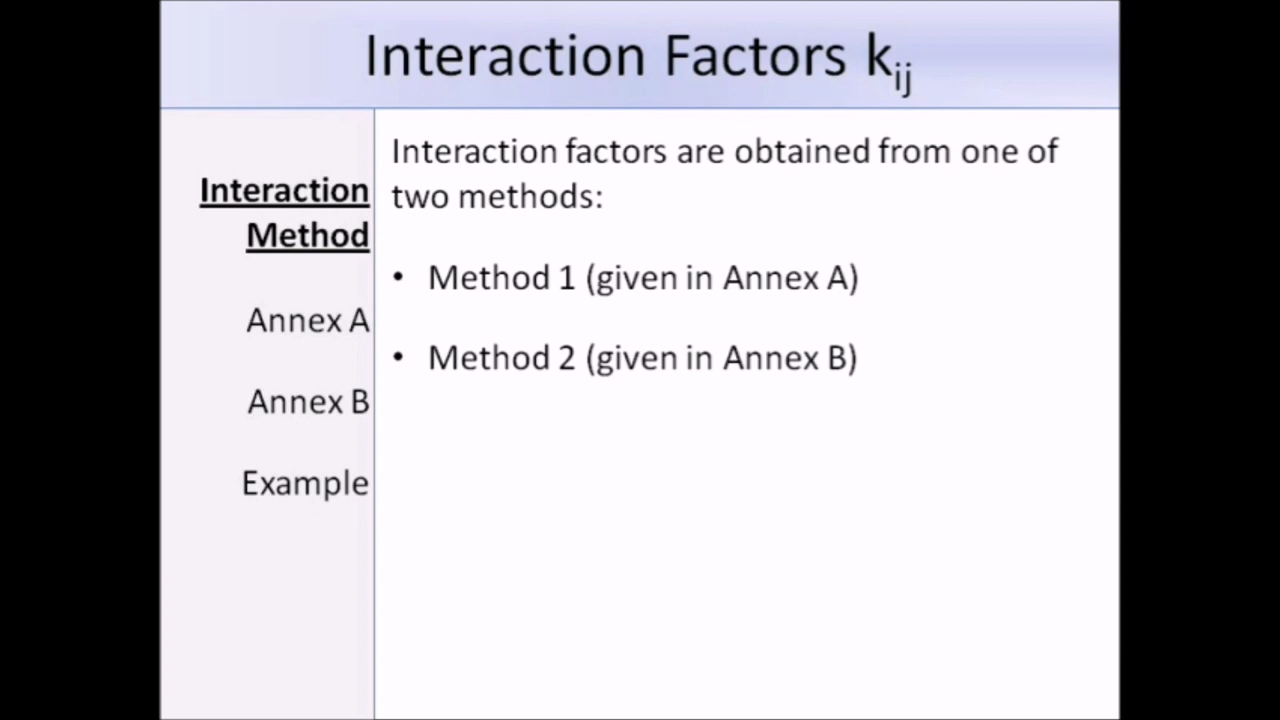 Interaction Factors kij
Interaction
Method
Annex A
Annex B
Example
Interaction factors are obtained from one of
two methods:
• Method 1 (given in Annex A)
• Method 2 (given in Annex B)